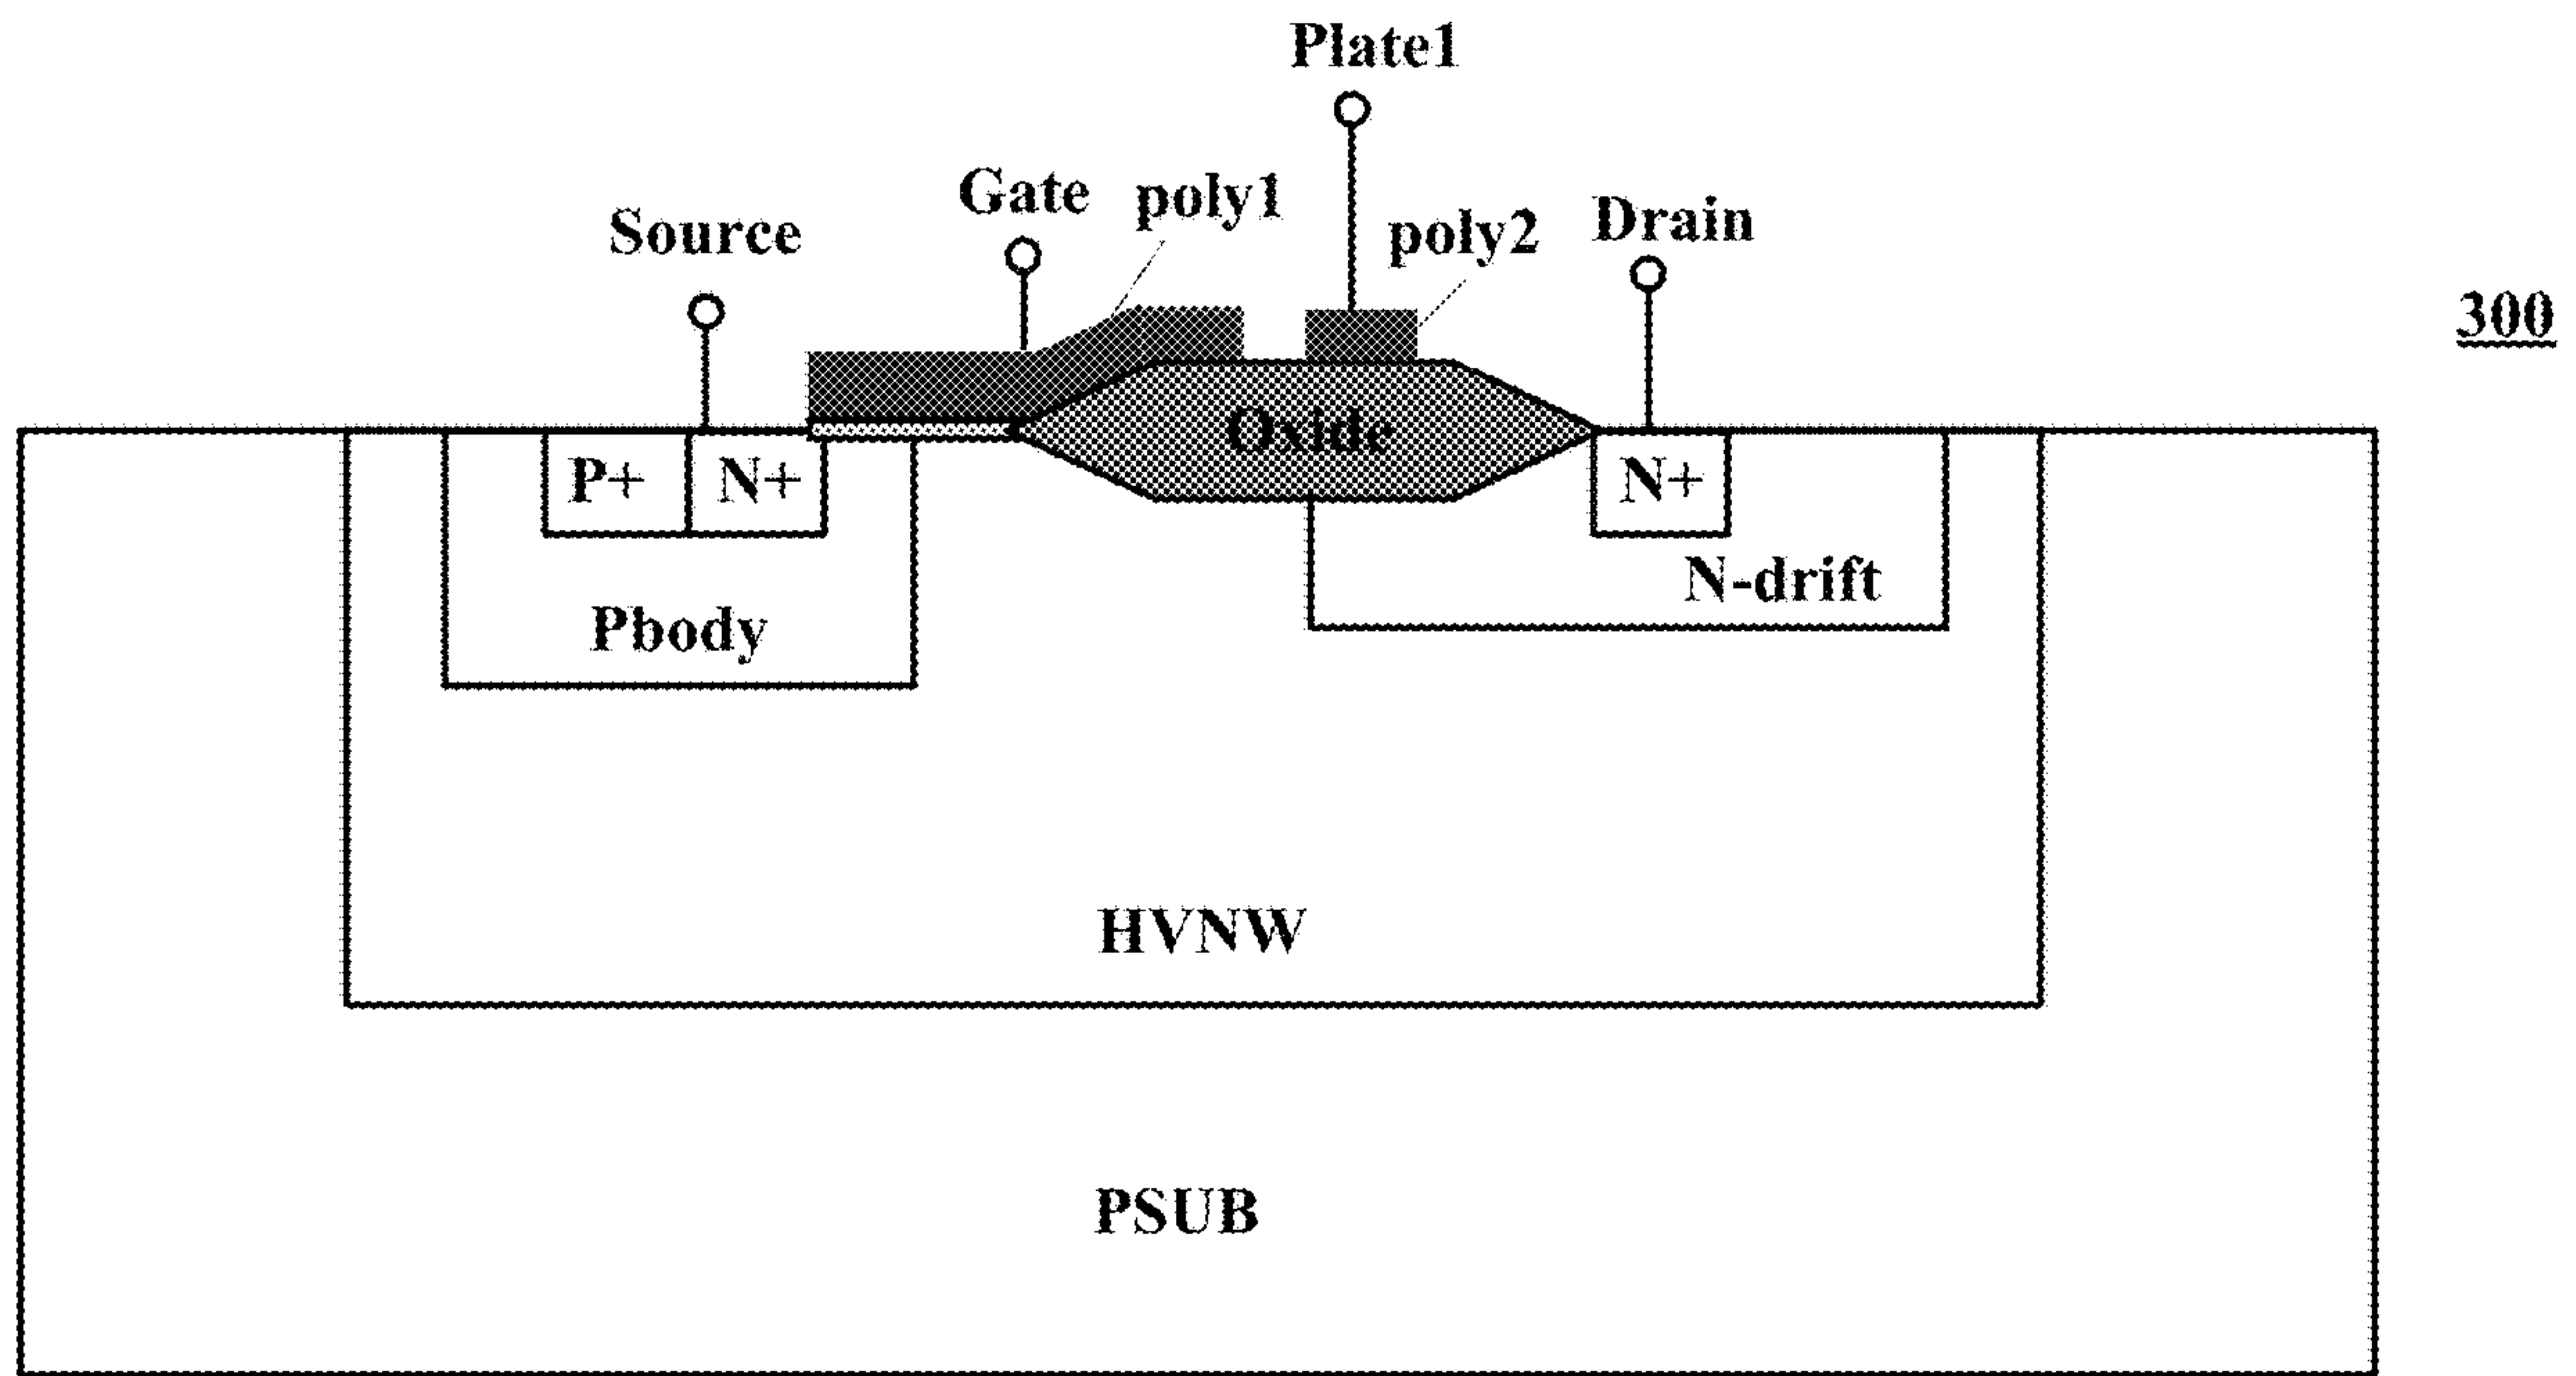 Plate1
Gate
poly1
Source
poly2
Drain
300
Oxide
P+
N+
N+
N-drift
Pbody
HVNW
PSUB